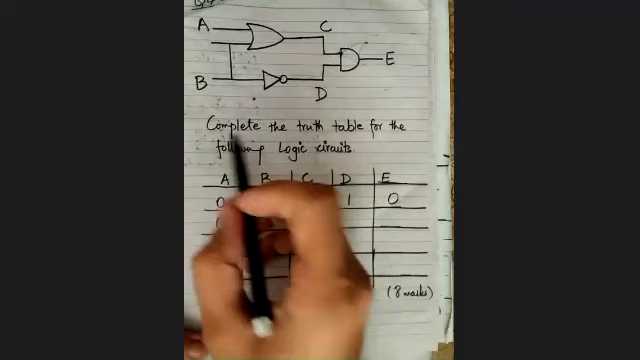 A
C
E
B
D
Complete the truth table for the
following Logic circuits
A B C D E
0 1 0
(8 marks)